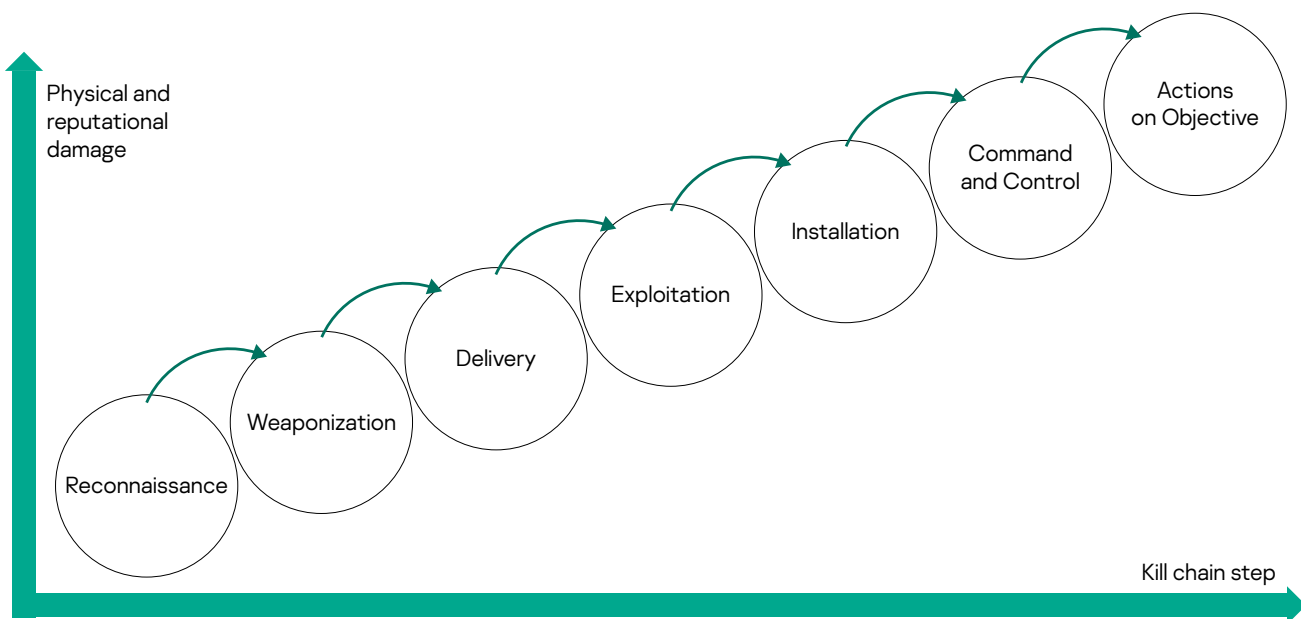 Physical and
reputational
damage
Actions
on Objective
Command
and Control
Installation
Exploitation
Delivery
Weaponization
Reconnaissance
Kill chain step